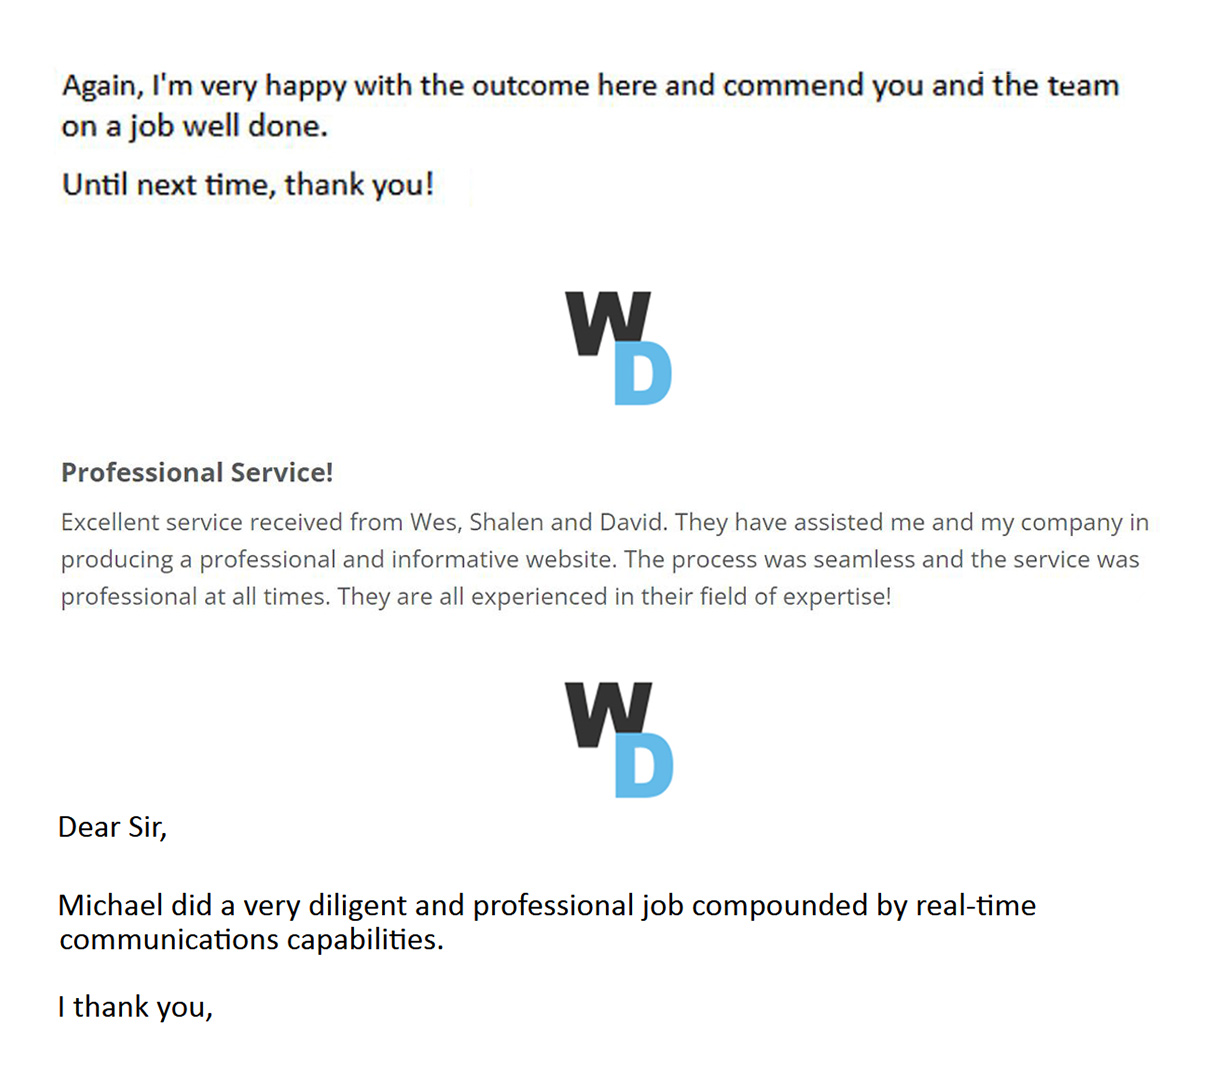 Again, I'm very happy with the outcome here and commend you and the team
on a job well done.
Until next time, thank you!
W
D
Professional Service!
Excellent service received from Wes, Shalen and David. They have assisted me and my company in
producing a professional and informative website. The process was seamless and the service was
professional at all times. They are all experienced in their field of expertise!
W
D
Dear Sir,
Michael did a very diligent and professional job compounded by real-time
communications capabilities.
I thank you,